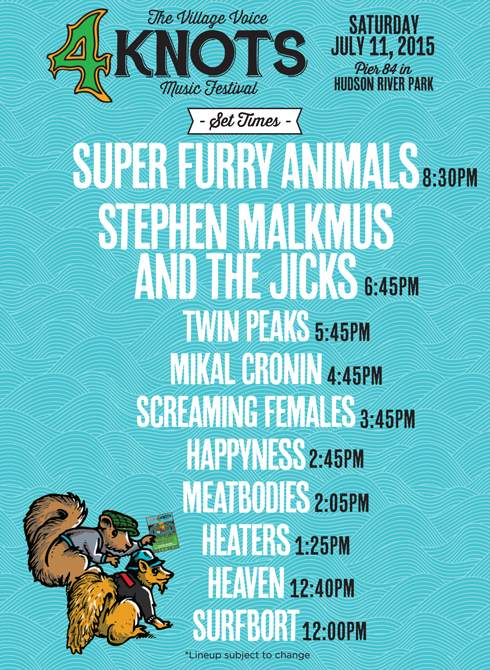 The Village Voice
4KNOTS
Music Festival
SATURDAY
JULY 11, 2015
Pier 84 in
HUDSON RIVER PARK
- Set Times -
SUPER FURRY ANIMALS 8:30PM
STEPHEN MALKMUS
AND THE JICKS 6:45PM
TWIN PEAKS 5:45PM
MIKAL CRONIN 4:45PM
SCREAMING FEMALES 3:45PM
HAPPYNESS 2:45PM
MEATBODIES 2:05PM
HEATERS 1:25PM
HEAVEN 12:40PM
SURFBORT 12:00PM
*Lineup subject to change